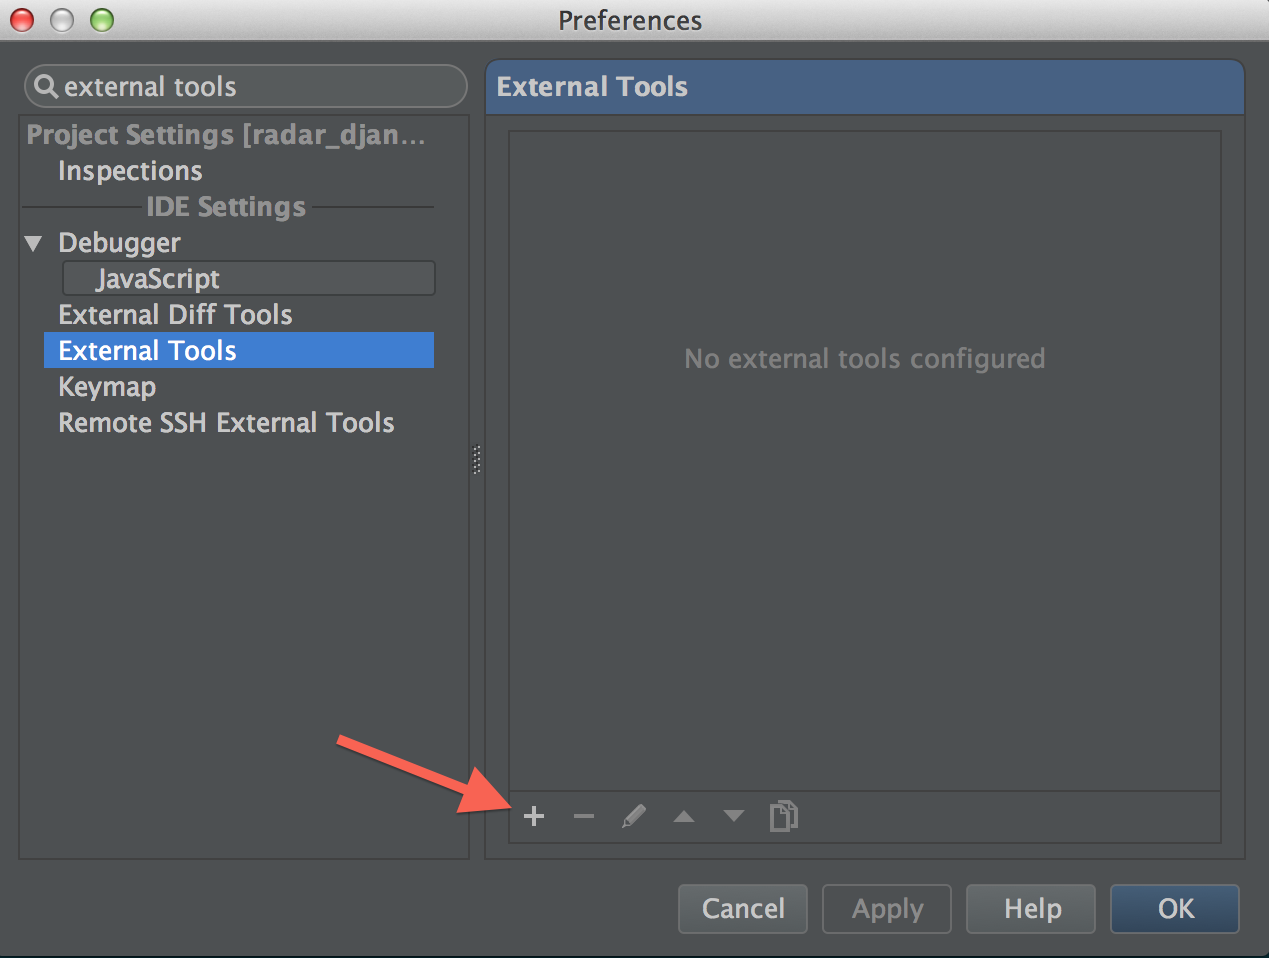 Preferences
external tools
Project Settings [radar_djan...
Inspections
IDE Settings
Debugger
JavaScript
External Diff Tools
External Tools
Keymap
Remote SSH External Tools
External Tools
No external tools configured
Cancel
Apply
Help
OK